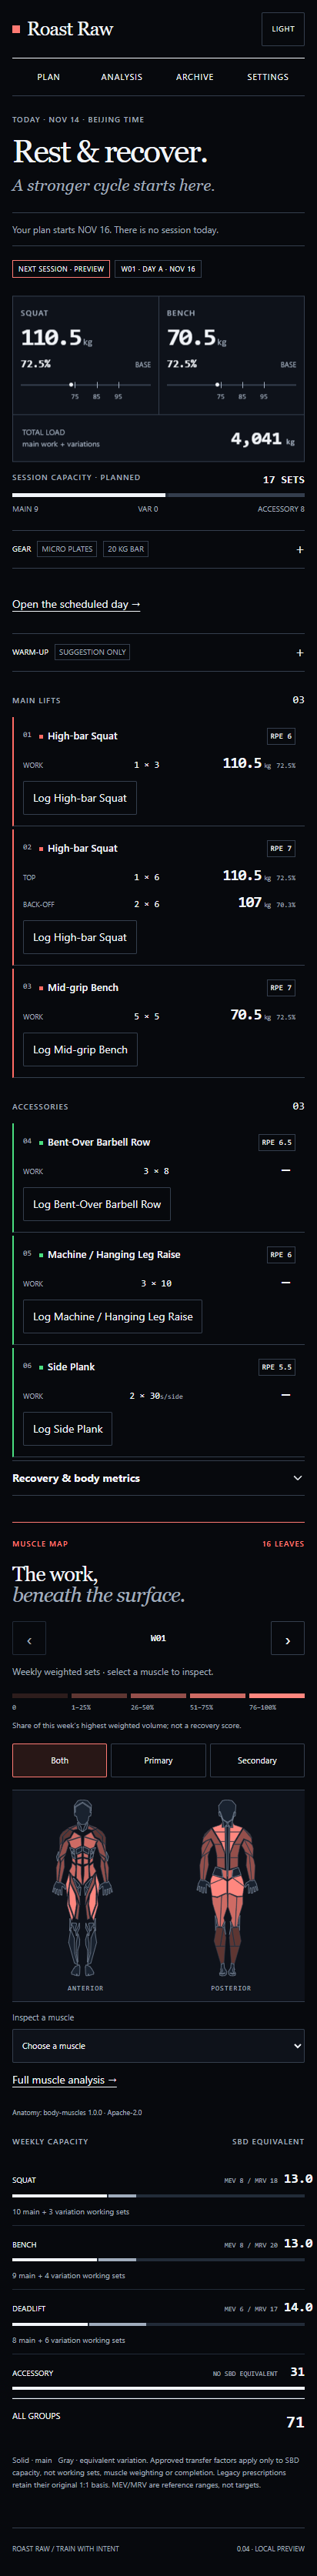 Roast Raw
LIGHT
PLAN ANALYSIS ARCHIVE SETTINGS
TODAY · NOV 14 · BEIJING TIME
Rest & recover.
A stronger cycle starts here.
Your plan starts NOV 16. There is no session today.
NEXT SESSION · PREVIEW
W01 · DAY A · NOV 16
SQUAT
110.5 kg
72.5% BASE
75 85 95
BENCH
70.5 kg
72.5% BASE
75 85 95
TOTAL LOAD
main work + variations
4,041 kg
SESSION CAPACITY · PLANNED 17 SETS
MAIN 9 VAR 0 ACCESSORY 8
GEAR MICRO PLATES 20 KG BAR +
Open the scheduled day →
WARM-UP SUGGESTION ONLY +
MAIN LIFTS 03
01 High-bar Squat RPE 6
WORK 1 × 3 110.5 kg 72.5%
Log High-bar Squat
02 High-bar Squat RPE 7
TOP 1 × 6 110.5 kg 72.5%
BACK-OFF 2 × 6 107 kg 70.3%
Log High-bar Squat
03 Mid-grip Bench RPE 7
WORK 5 × 5 70.5 kg 72.5%
Log Mid-grip Bench
ACCESSORIES 03
04 Bent-Over Barbell Row RPE 6.5
WORK 3 × 8 —
Log Bent-Over Barbell Row
05 Machine / Hanging Leg Raise RPE 6
WORK 3 × 10 —
Log Machine / Hanging Leg Raise
06 Side Plank RPE 5.5
WORK 2 × 30s/side —
Log Side Plank
Recovery & body metrics
MUSCLE MAP 16 LEAVES
The work,
beneath the surface.
‹ W01 ›
Weekly weighted sets · select a muscle to inspect.
0 1–25% 26–50% 51–75% 76–100%
Share of this week's highest weighted volume; not a recovery score.
Both Primary Secondary
ANTERIOR POSTERIOR
Inspect a muscle
Choose a muscle
Full muscle analysis →
Anatomy: body-muscles 1.0.0 · Apache-2.0
WEEKLY CAPACITY SBD EQUIVALENT
SQUAT MEV 8 / MRV 18 13.0
10 main + 3 variation working sets
BENCH MEV 8 / MRV 20 13.0
9 main + 4 variation working sets
DEADLIFT MEV 6 / MRV 17 14.0
8 main + 6 variation working sets
ACCESSORY NO SBD EQUIVALENT 31
ALL GROUPS 71
Solid · main Gray · equivalent variation. Approved transfer factors apply only to SBD
capacity, not working sets, muscle weighting or completion. Legacy prescriptions
retain their original 1:1 basis. MEV/MRV are reference ranges, not targets.
ROAST RAW / TRAIN WITH INTENT 0.04 · LOCAL PREVIEW